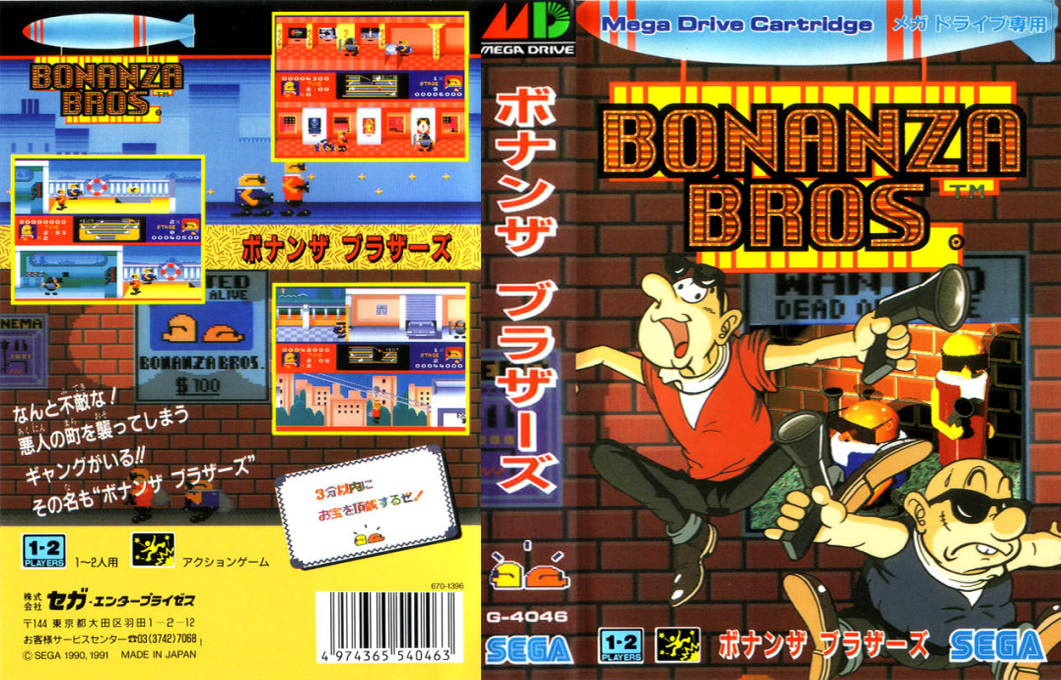 BONANZA
BROS.™
ボナンザ ブラザーズ
WANTED
ALIVE
CINEMA
BONANZA BROS.
$100
なんと不敵な!
悪人の町を襲ってしまう
ギャングがいる!!
その名も“ボナンザ ブラザーズ”
3分以内に
お宝を頂戴するぜ!
1-2
PLAYERS
1〜2人用
アクションゲーム
670-1396
株式会社 セガ・エンタープライゼス
〒144 東京都大田区羽田1-2-12
お客様サービスセンター☎03(3742)7068
© SEGA 1990, 1991 MADE IN JAPAN
4 974365 540463
MD
MEGA DRIVE
ボナンザ ブラザーズ
G-4046
SEGA
Mega Drive Cartridge メガドライブ専用
BONANZA
BROS.
TM
WANTED
DEAD O
1-2
PLAYERS
ボナンザ ブラザーズ
SEGA